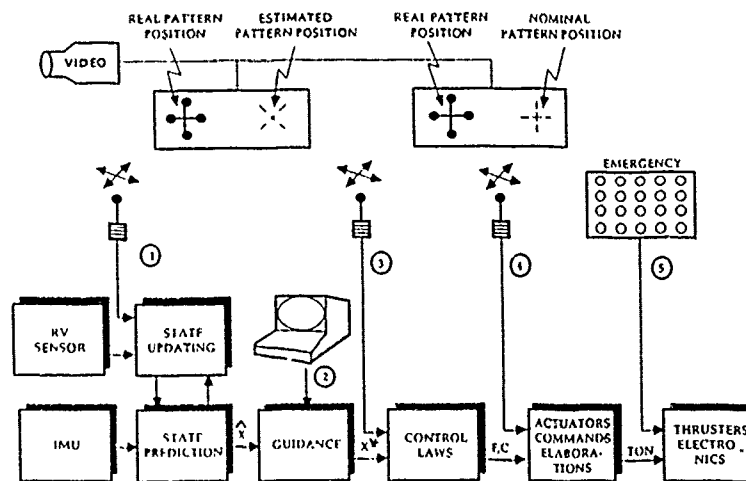 REAL PATTERN
POSITION
ESTIMATED
PATTERN POSITION
REAL PATTERN
POSITION
NOMINAL
PATTERN POSITION
VIDEO
EMERGENCY
1
3
4
5
RV
SENSOR
STATE
UPDATING
2
IMU
STATE
PREDICTION
X̂
GUIDANCE
CONTROL
LAWS
F,C
ACTUATORS
COMMANDS
ELABORA-
TIONS
TON
THRUSTERS
ELECTRO
NICS